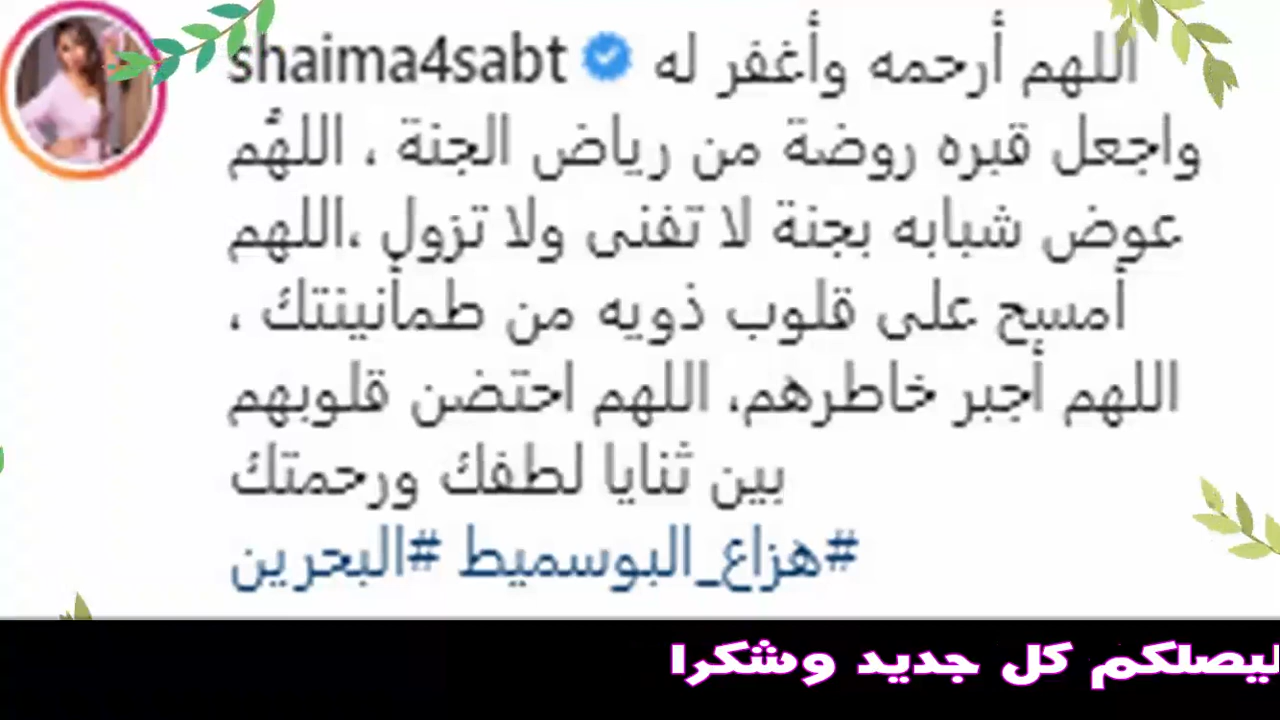 shaima4sabt اللهم أرحمه وأغفر له
واجعل قبره روضة من رياض الجنة ، اللهُم
عوض شبابه بجنة لا تفنى ولا تزول ،اللهم
أمسح على قلوب ذويه من طمأنينتك ،
اللهم أجبر خاطرهم، اللهم احتضن قلوبهم
بين ثنايا لطفك ورحمتك
#هزاع_البوسميط #البحرين
ليصلكم كل جديد وشكرا